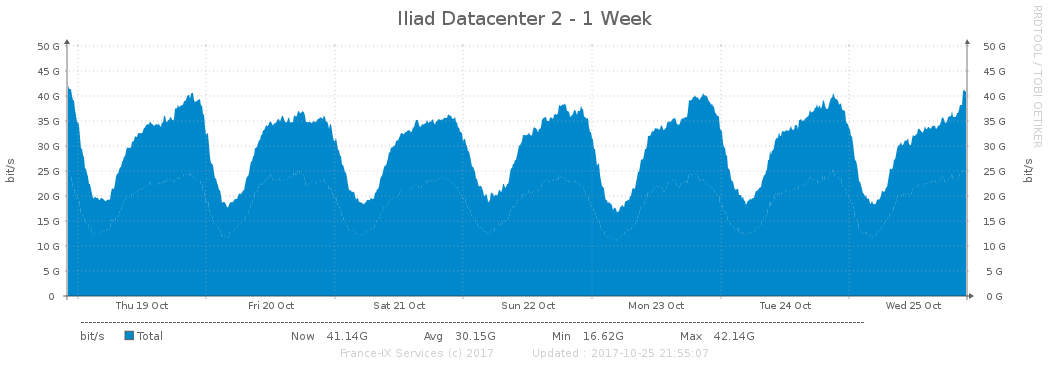 Iliad Datacenter 2 - 1 Week
RRDTOOL / TOBI OETIKER
bit/s
50 G 50 G
45 G 45 G
40 G 40 G
35 G 35 G
30 G 30 G
25 G 25 G
20 G 20 G
15 G 15 G
10 G 10 G
5 G 5 G
0 0 G
bit/s
Thu 19 Oct Fri 20 Oct Sat 21 Oct Sun 22 Oct Mon 23 Oct Tue 24 Oct Wed 25 Oct
bit/s Total Now 41.14G Avg 30.15G Min 16.62G Max 42.14G
France-IX Services (c) 2017 Updated : 2017-10-25 21:55:07